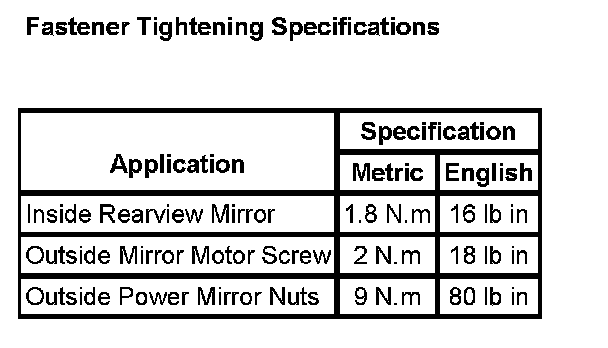 Fastener Tightening Specifications
Application Specification
Metric English
Inside Rearview Mirror 1.8 N.m 16 lb in
Outside Mirror Motor Screw 2 N.m 18 lb in
Outside Power Mirror Nuts 9 N.m 80 lb in